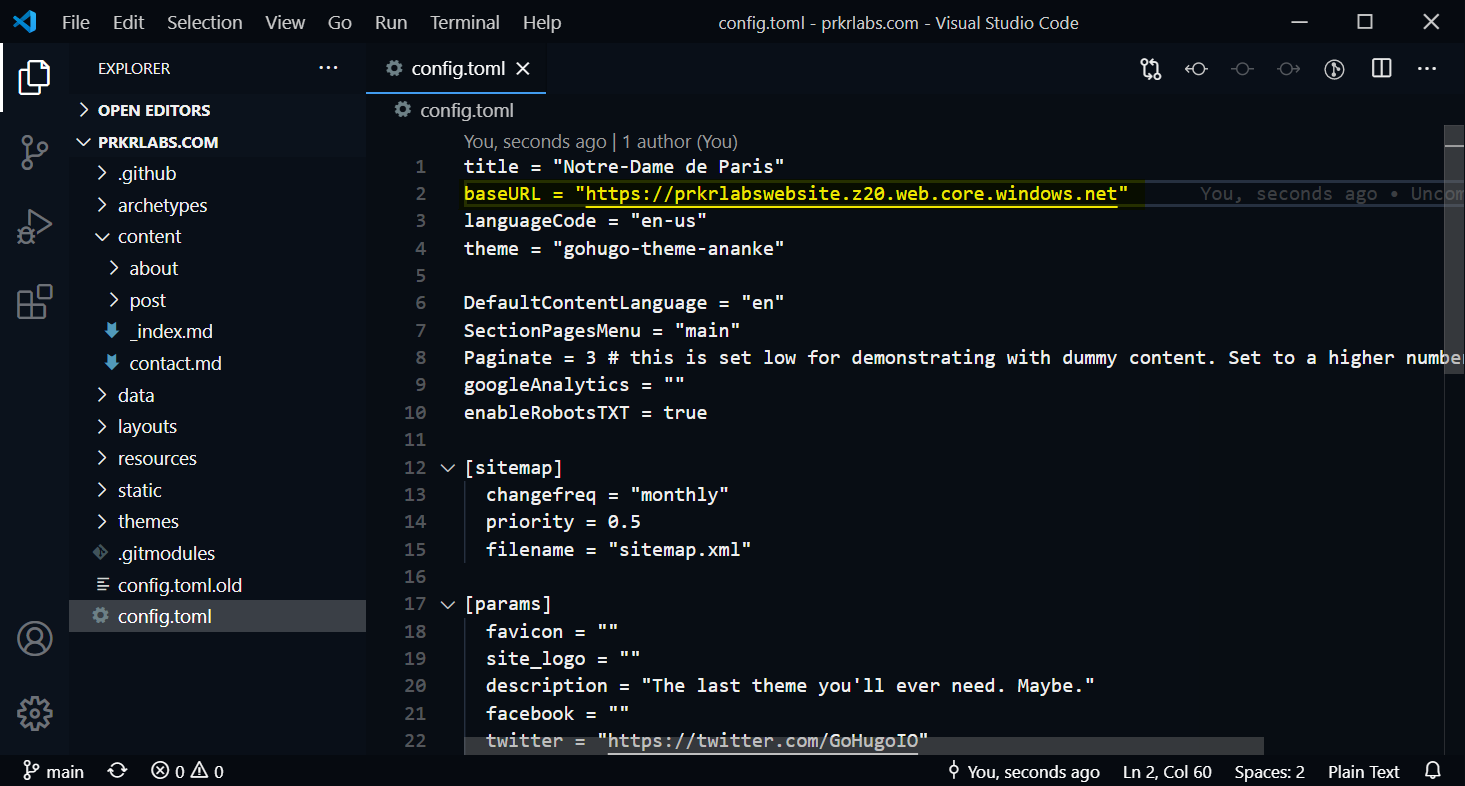 File Edit Selection View Go Run Terminal Help config.toml - prkrlabs.com - Visual Studio Code
EXPLORER
OPEN EDITORS
PRKRLABS.COM
.github
archetypes
content
about
post
_index.md
contact.md
data
layouts
resources
static
themes
.gitmodules
config.toml.old
config.toml
config.toml
config.toml
You, seconds ago | 1 author (You)
1 title = "Notre-Dame de Paris"
2 baseURL = "https://prkrlabswebsite.z20.web.core.windows.net" You, seconds ago • Uncom
3 languageCode = "en-us"
4 theme = "gohugo-theme-ananke"
5
6 DefaultContentLanguage = "en"
7 SectionPagesMenu = "main"
8 Paginate = 3 # this is set low for demonstrating with dummy content. Set to a higher number
9 googleAnalytics = ""
10 enableRobotsTXT = true
11
12 [sitemap]
13 changefreq = "monthly"
14 priority = 0.5
15 filename = "sitemap.xml"
16
17 [params]
18 favicon = ""
19 site_logo = ""
20 description = "The last theme you'll ever need. Maybe."
21 facebook = ""
22 twitter = "https://twitter.com/GoHugoIO"
main 0 0 You, seconds ago Ln 2, Col 60 Spaces: 2 Plain Text